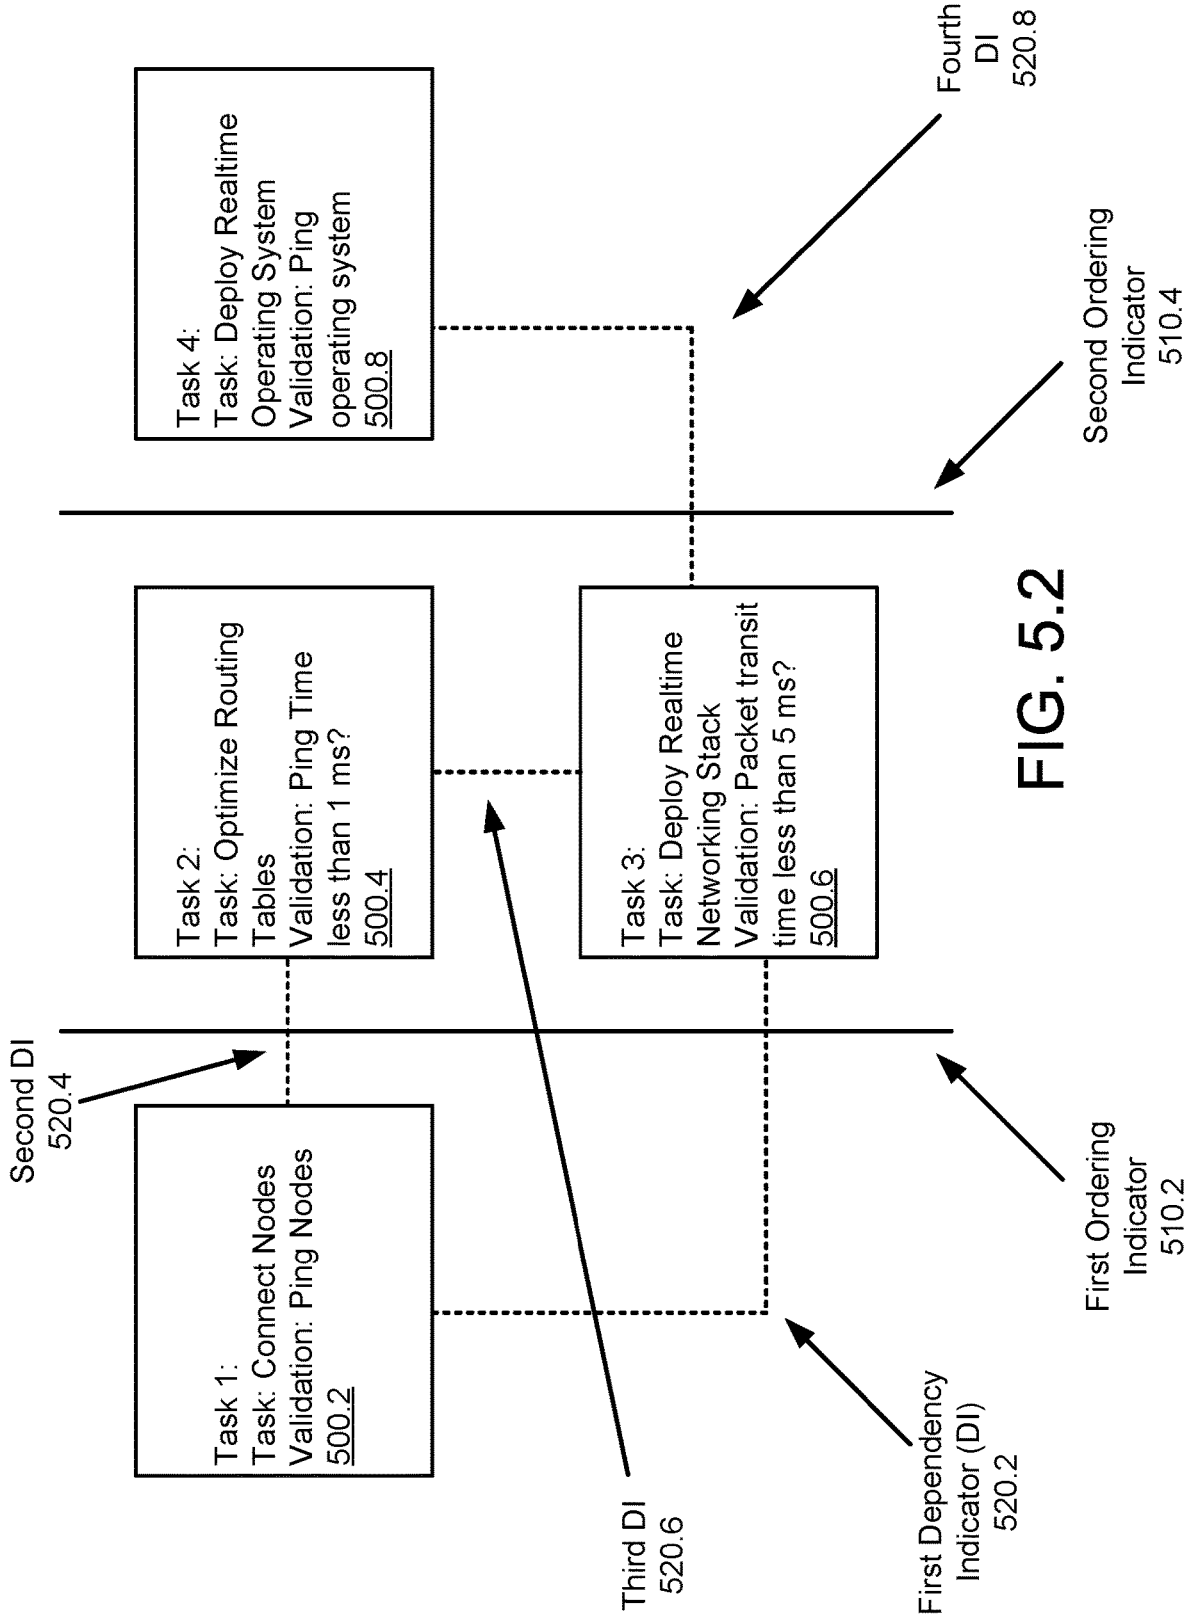 Task 1:
Task: Connect Nodes
Validation: Ping Nodes
500.2
Second DI
520.4
Task 2:
Task: Optimize Routing
Tables
Validation: Ping Time
less than 1 ms?
500.4
Task 4:
Task: Deploy Realtime
Operating System
Validation: Ping
operating system
500.8
Third DI
520.6
Task 3:
Task: Deploy Realtime
Networking Stack
Validation: Packet transit
time less than 5 ms?
500.6
First Dependency
Indicator (DI)
520.2
First Ordering
Indicator
510.2
Second Ordering
Indicator
510.4
Fourth
DI
520.8
FIG. 5.2